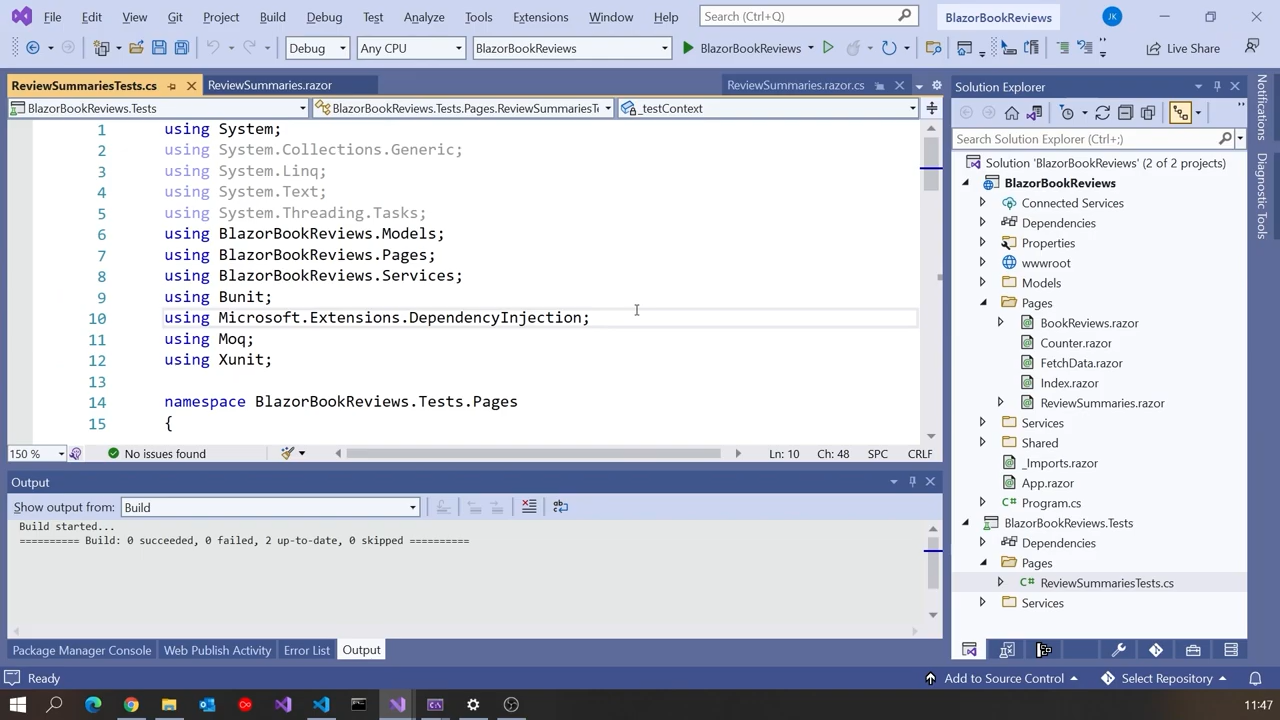 File Edit View Git Project Build Debug Test Analyze Tools Extensions Window Help Search (Ctrl+Q) BlazorBookReviews JK
Debug Any CPU BlazorBookReviews BlazorBookReviews Live Share
ReviewSummariesTests.cs ReviewSummaries.razor ReviewSummaries.razor.cs
BlazorBookReviews.Tests BlazorBookReviews.Tests.Pages.ReviewSummariesT _testContext
1 using System;
2 using System.Collections.Generic;
3 using System.Linq;
4 using System.Text;
5 using System.Threading.Tasks;
6 using BlazorBookReviews.Models;
7 using BlazorBookReviews.Pages;
8 using BlazorBookReviews.Services;
9 using Bunit;
10 using Microsoft.Extensions.DependencyInjection;
11 using Moq;
12 using Xunit;
13
14 namespace BlazorBookReviews.Tests.Pages
15 {
150 % No issues found Ln: 10 Ch: 48 SPC CRLF
Output
Show output from: Build
Build started...
========== Build: 0 succeeded, 0 failed, 2 up-to-date, 0 skipped ==========
Package Manager Console Web Publish Activity Error List Output
Solution Explorer
Search Solution Explorer (Ctrl+;)
Solution 'BlazorBookReviews' (2 of 2 projects)
BlazorBookReviews
Connected Services
Dependencies
Properties
wwwroot
Models
Pages
BookReviews.razor
Counter.razor
FetchData.razor
Index.razor
ReviewSummaries.razor
Services
Shared
_Imports.razor
App.razor
C# Program.cs
BlazorBookReviews.Tests
Dependencies
Pages
C# ReviewSummariesTests.cs
Services
Notifications
Diagnostic Tools
Ready Add to Source Control Select Repository
11:47